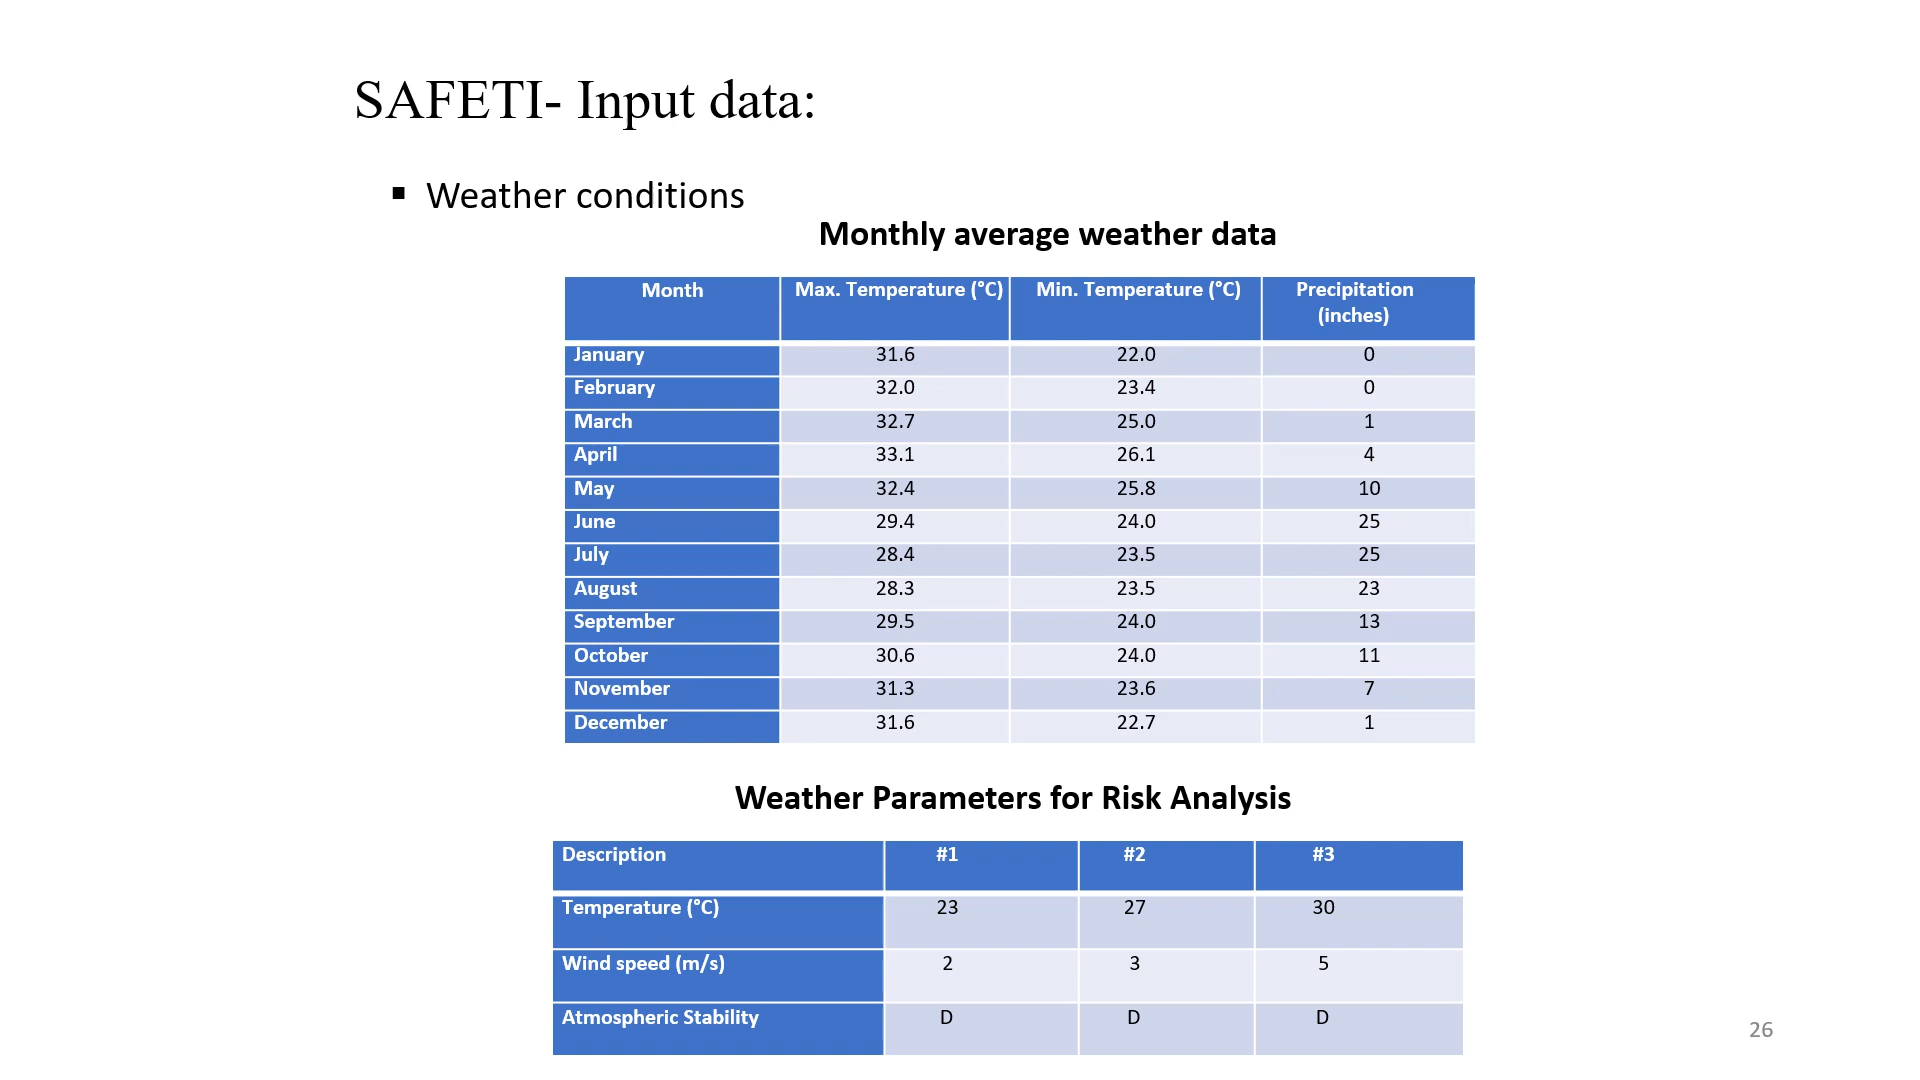 SAFETI- Input data:
▪ Weather conditions
Monthly average weather data
Month Max. Temperature (°C) Min. Temperature (°C) Precipitation
(inches)
January 31.6 22.0 0
February 32.0 23.4 0
March 32.7 25.0 1
April 33.1 26.1 4
May 32.4 25.8 10
June 29.4 24.0 25
July 28.4 23.5 25
August 28.3 23.5 23
September 29.5 24.0 13
October 30.6 24.0 11
November 31.3 23.6 7
December 31.6 22.7 1
Weather Parameters for Risk Analysis
Description #1 #2 #3
Temperature (°C) 23 27 30
Wind speed (m/s) 2 3 5
Atmospheric Stability D D D
26